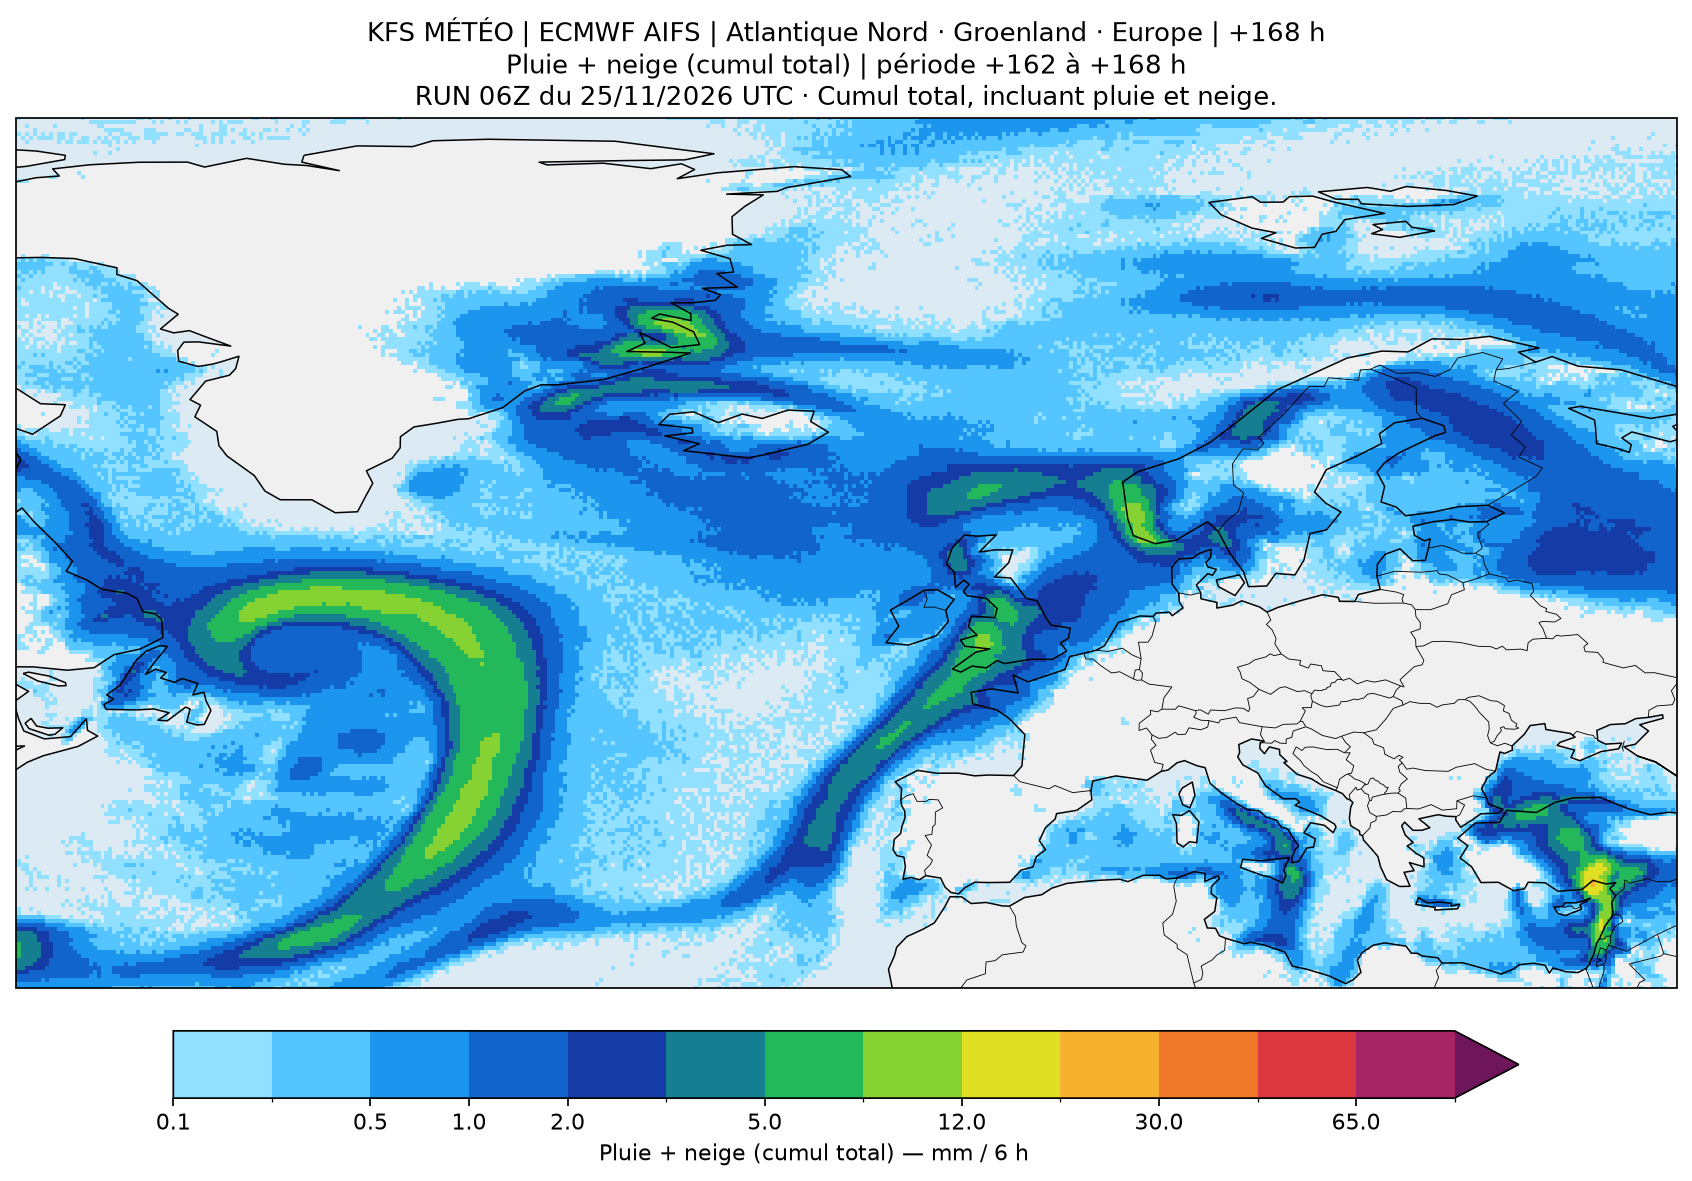 KFS MÉTÉO | ECMWF AIFS | Atlantique Nord · Groenland · Europe | +168 h
Pluie + neige (cumul total) | période +162 à +168 h
RUN 06Z du 25/11/2026 UTC · Cumul total, incluant pluie et neige.
0.1 0.5 1.0 2.0 5.0 12.0 30.0 65.0
Pluie + neige (cumul total) — mm / 6 h